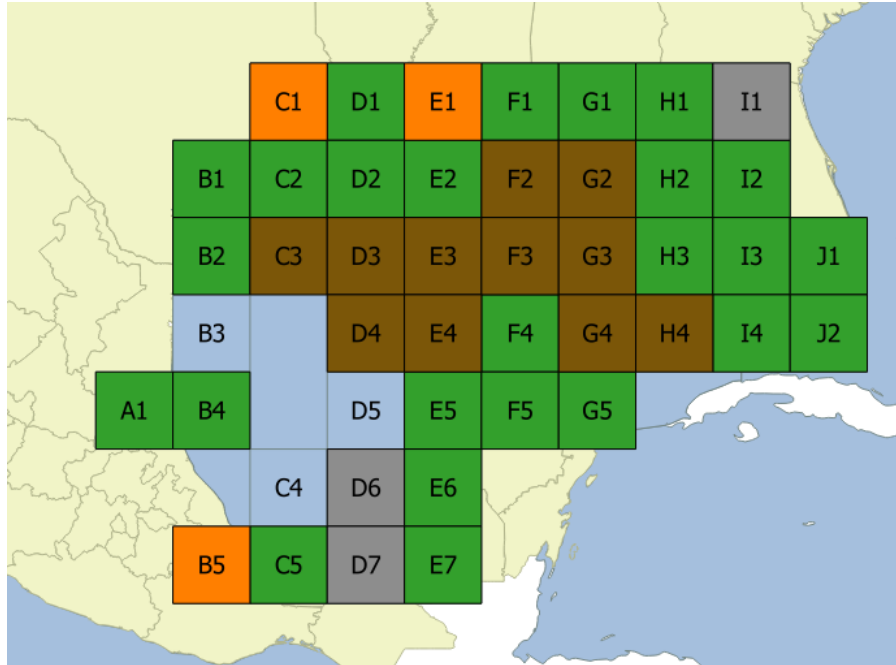 C1 D1 E1 F1 G1 H1 I1
B1 C2 D2 E2 F2 G2 H2 I2
B2 C3 D3 E3 F3 G3 H3 I3 J1
B3 D4 E4 F4 G4 H4 I4 J2
A1 B4 D5 E5 F5 G5
C4 D6 E6
B5 C5 D7 E7